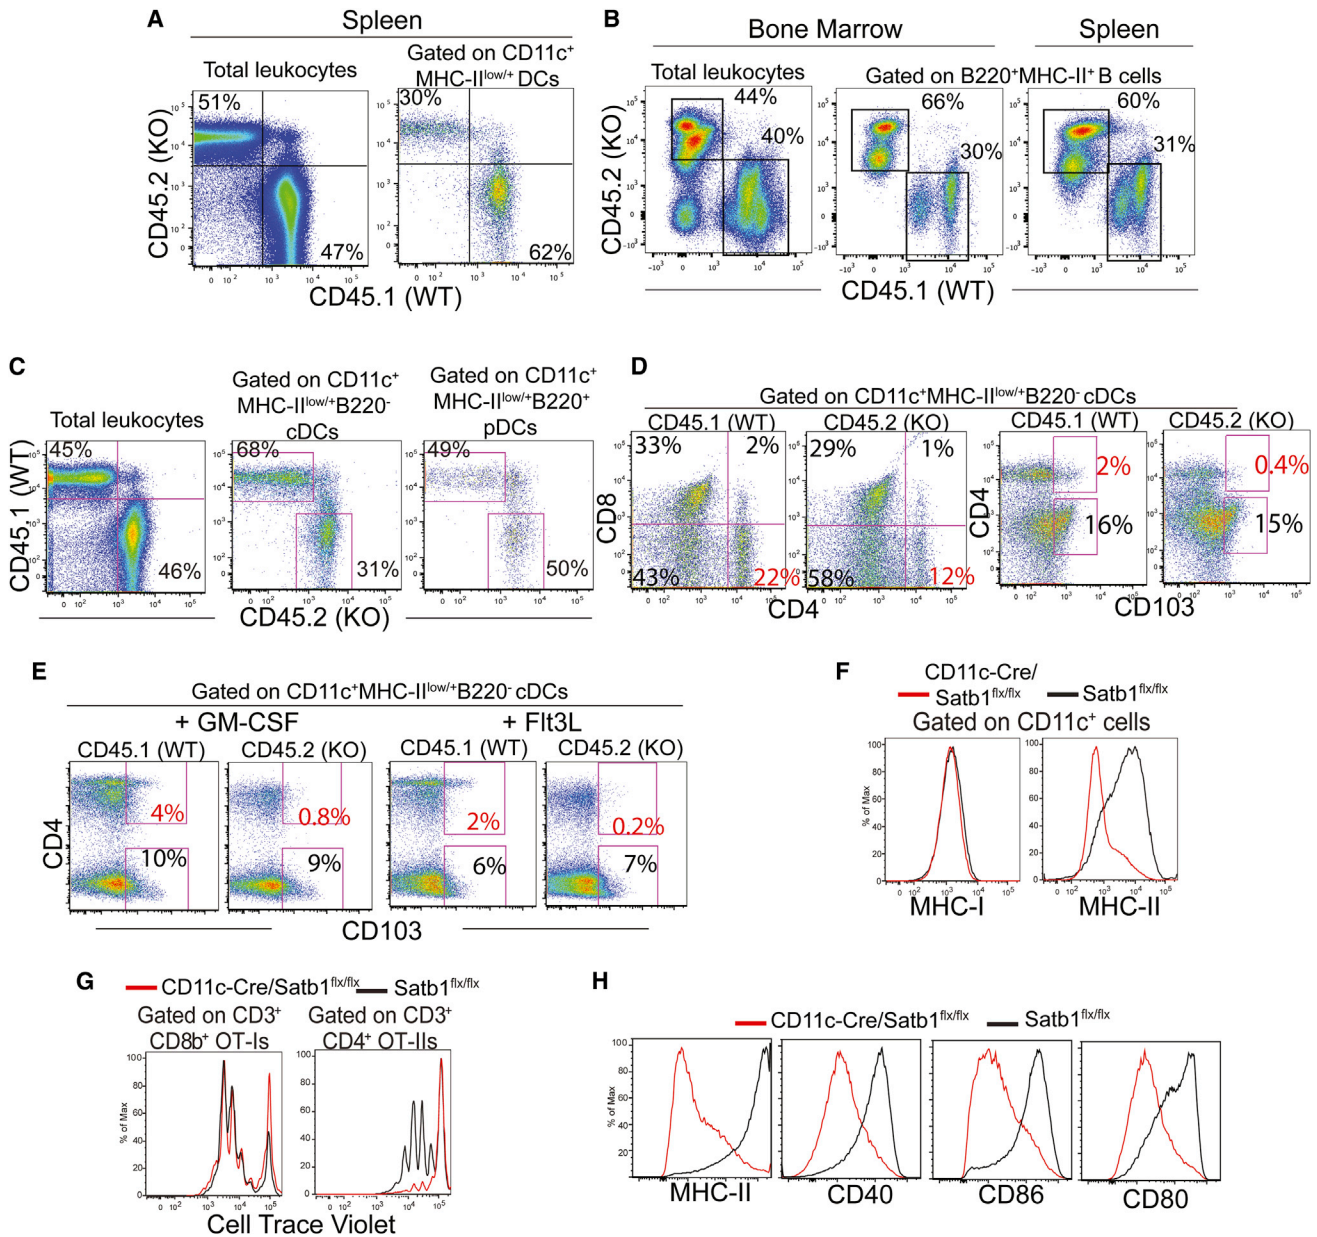 A
Spleen
Total leukocytes
Gated on CD11c+
MHC-IIlow/+ DCs
51%
47%
30%
62%
CD45.2 (KO)
CD45.1 (WT)
B
Bone Marrow
Spleen
Total leukocytes
Gated on B220+MHC-II+ B cells
44%
40%
66%
30%
60%
31%
CD45.2 (KO)
CD45.1 (WT)
C
Total leukocytes
Gated on CD11c+
MHC-IIlow/+B220-
cDCs
Gated on CD11c+
MHC-IIlow/+B220+
pDCs
45%
46%
68%
31%
49%
50%
CD45.1 (WT)
CD45.2 (KO)
D
Gated on CD11c+MHC-IIlow/+B220- cDCs
CD45.1 (WT)
CD45.2 (KO)
CD45.1 (WT)
CD45.2 (KO)
33%
2%
43%
22%
29%
1%
58%
12%
2%
16%
0.4%
15%
CD8
CD4
CD4
CD103
E
Gated on CD11c+MHC-IIlow/+B220- cDCs
+ GM-CSF
+ Flt3L
CD45.1 (WT)
CD45.2 (KO)
CD45.1 (WT)
CD45.2 (KO)
4%
10%
0.8%
9%
2%
6%
0.2%
7%
CD4
CD103
F
CD11c-Cre/
Satb1flx/flx
Satb1flx/flx
Gated on CD11c+ cells
% of Max
MHC-I
MHC-II
G
CD11c-Cre/Satb1flx/flx
Satb1flx/flx
Gated on CD3+
CD8b+ OT-Is
Gated on CD3+
CD4+ OT-IIs
% of Max
Cell Trace Violet
H
CD11c-Cre/Satb1flx/flx
Satb1flx/flx
% of Max
MHC-II
CD40
CD86
CD80